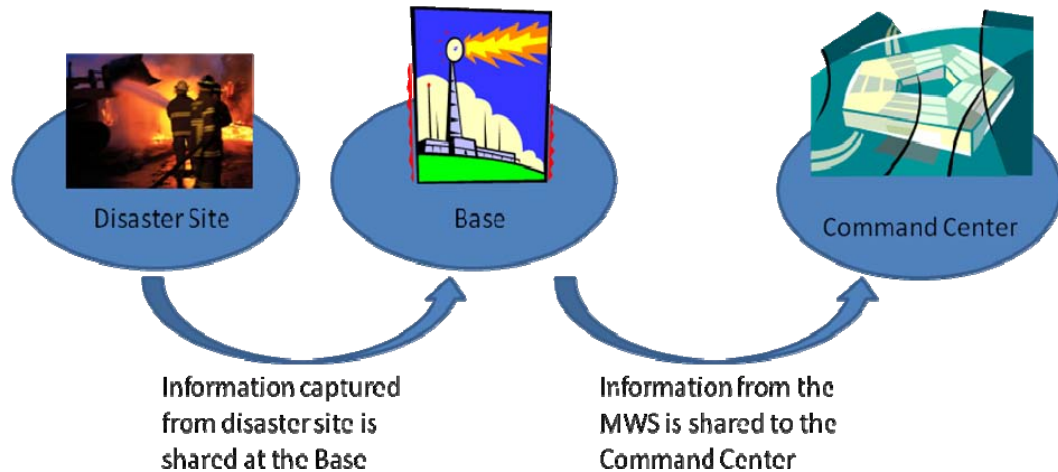 Disaster Site
Base
Command Center
Information captured
from disaster site is
shared at the Base
Information from the
MWS is shared to the
Command Center